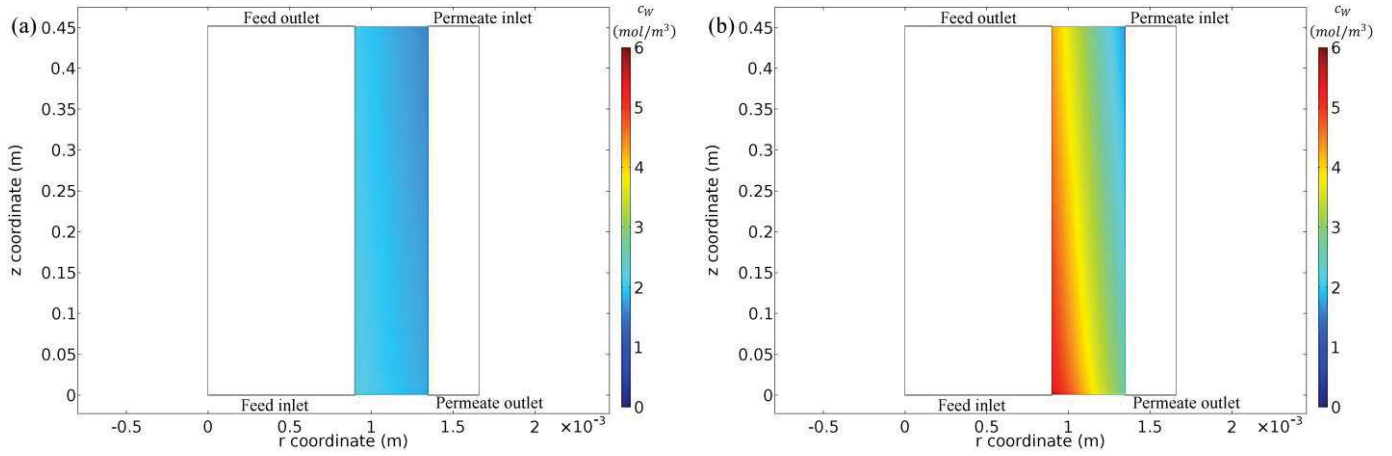 (a)
Feed outlet
Permeate inlet
c_W
(mol/m³)
0.45
0.4
0.35
0.3
0.25
0.2
0.15
0.1
0.05
0
z coordinate (m)
6
5
4
3
2
1
0
Feed inlet
Permeate outlet
-0.5
0
0.5
1
1.5
2
×10⁻³
r coordinate (m)
(b)
Feed outlet
Permeate inlet
c_W
(mol/m³)
0.45
0.4
0.35
0.3
0.25
0.2
0.15
0.1
0.05
0
z coordinate (m)
6
5
4
3
2
1
0
Feed inlet
Permeate outlet
-0.5
0
0.5
1
1.5
2
×10⁻³
r coordinate (m)